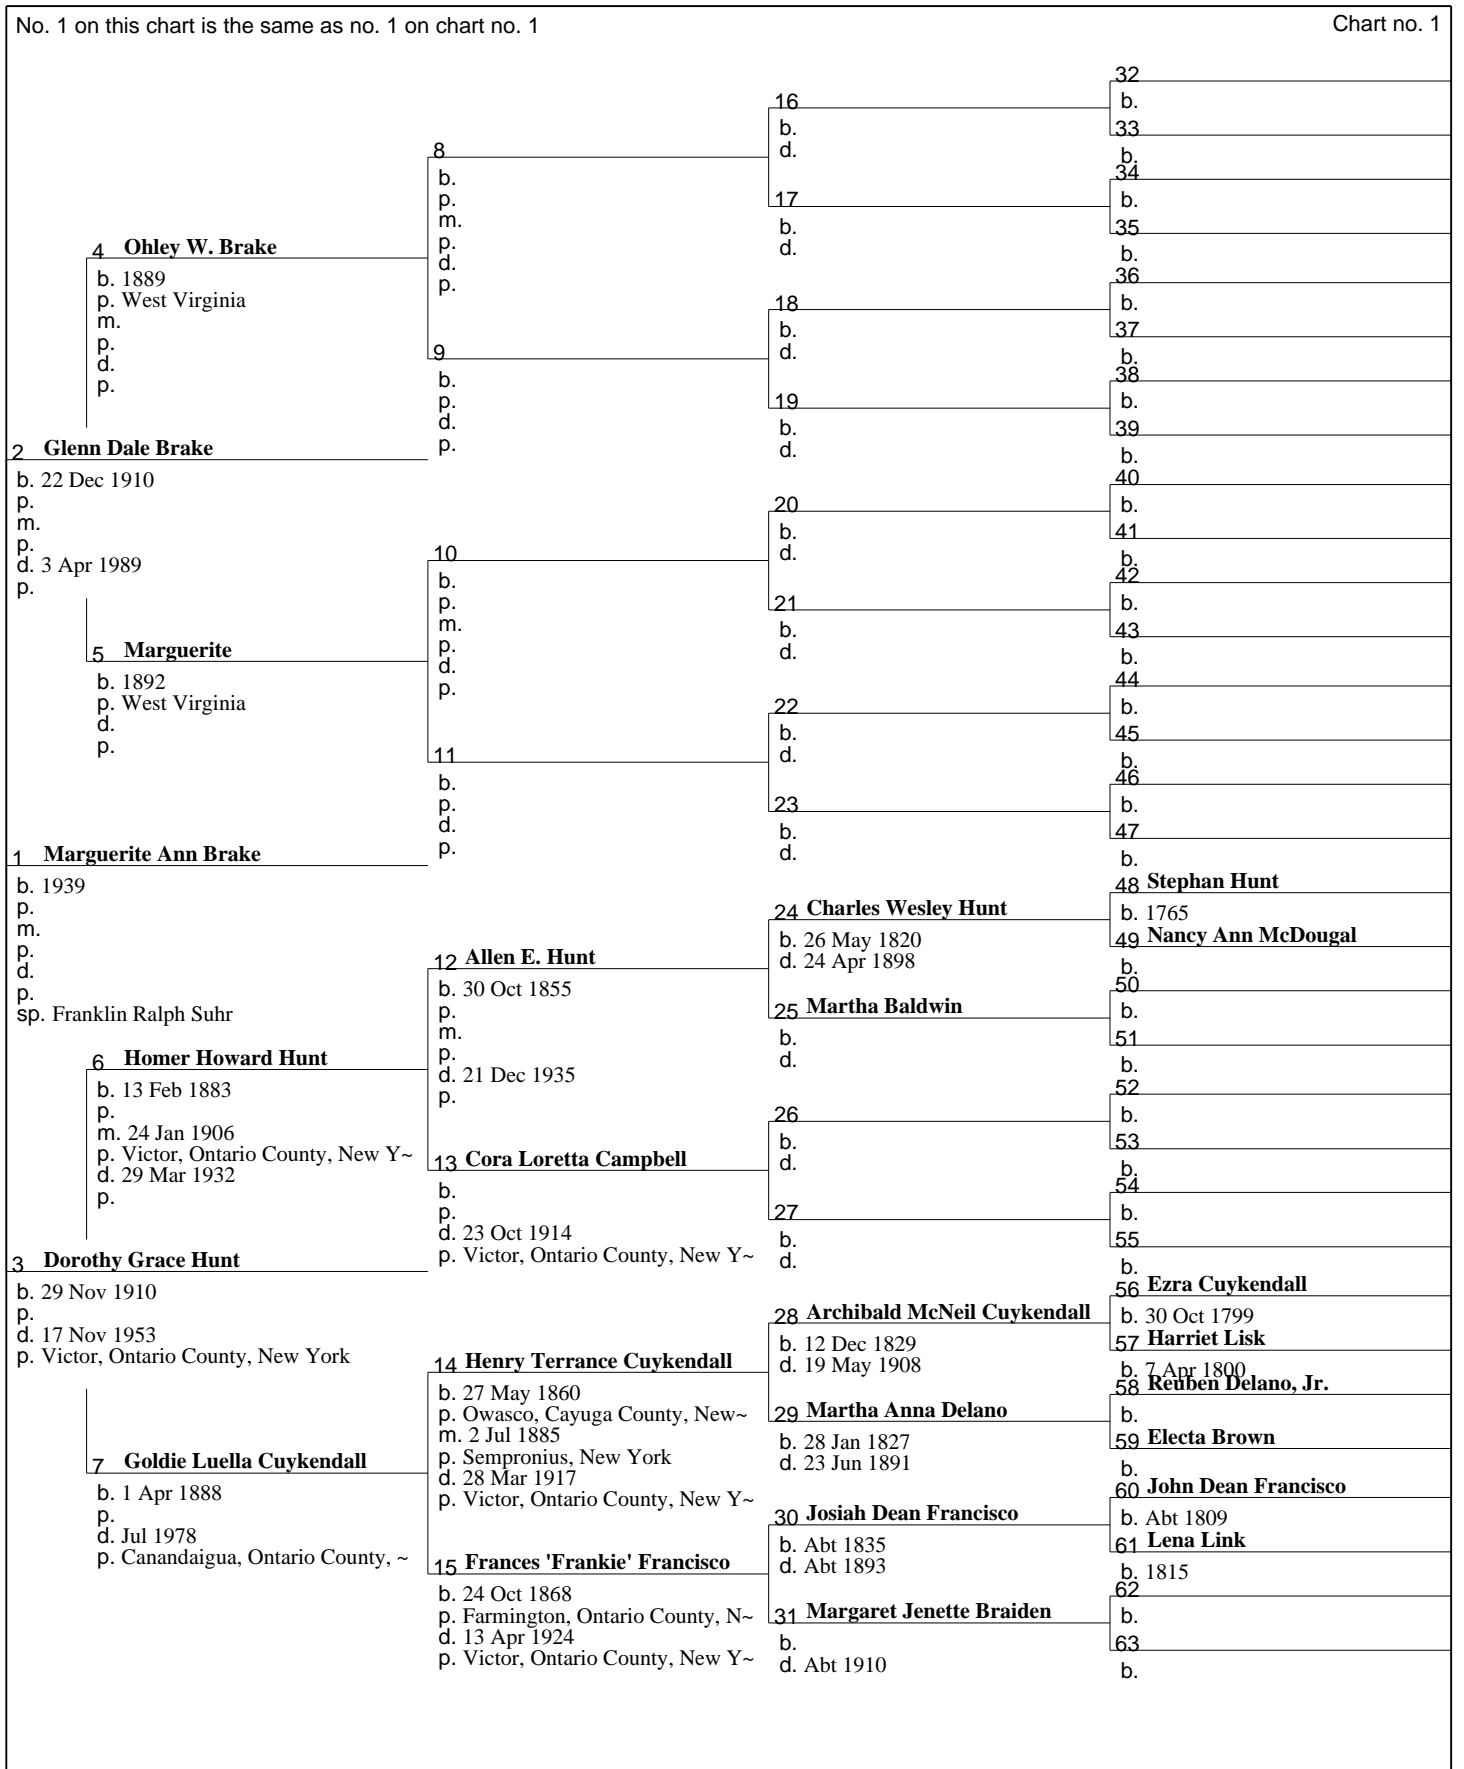 No. 1 on this chart is the same as no. 1 on chart no. 1
Chart no. 1
1 Marguerite Ann Brake
b. 1939
p.
m.
p.
d.
p.
sp. Franklin Ralph Suhr
2 Glenn Dale Brake
b. 22 Dec 1910
p.
m.
p.
d. 3 Apr 1989
p.
3 Dorothy Grace Hunt
b. 29 Nov 1910
p.
d. 17 Nov 1953
p. Victor, Ontario County, New York
4 Ohley W. Brake
b. 1889
p. West Virginia
m.
p.
d.
p.
5 Marguerite
b. 1892
p. West Virginia
d.
p.
6 Homer Howard Hunt
b. 13 Feb 1883
p.
m. 24 Jan 1906
p. Victor, Ontario County, New Y~
d. 29 Mar 1932
p.
7 Goldie Luella Cuykendall
b. 1 Apr 1888
p.
d. Jul 1978
p. Canandaigua, Ontario County, ~
8
b.
p.
m.
p.
d.
p.
9
b.
p.
d.
p.
10
b.
p.
m.
p.
d.
p.
11
b.
p.
d.
p.
12 Allen E. Hunt
b. 30 Oct 1855
p.
m.
p.
d. 21 Dec 1935
p.
13 Cora Loretta Campbell
b.
p.
d. 23 Oct 1914
p. Victor, Ontario County, New Y~
14 Henry Terrance Cuykendall
b. 27 May 1860
p. Owasco, Cayuga County, New~
m. 2 Jul 1885
p. Sempronius, New York
d. 28 Mar 1917
p. Victor, Ontario County, New Y~
15 Frances 'Frankie' Francisco
b. 24 Oct 1868
p. Farmington, Ontario County, N~
d. 13 Apr 1924
p. Victor, Ontario County, New Y~
16
b.
d.
17
b.
d.
18
b.
d.
19
b.
d.
20
b.
d.
21
b.
d.
22
b.
d.
23
b.
d.
24 Charles Wesley Hunt
b. 26 May 1820
d. 24 Apr 1898
25 Martha Baldwin
b.
d.
26
b.
d.
27
b.
d.
28 Archibald McNeil Cuykendall
b. 12 Dec 1829
d. 19 May 1908
29 Martha Anna Delano
b. 28 Jan 1827
d. 23 Jun 1891
30 Josiah Dean Francisco
b. Abt 1835
d. Abt 1893
31 Margaret Jenette Braiden
b.
d. Abt 1910
32
b.
33
b.
34
b.
35
b.
36
b.
37
b.
38
b.
39
b.
40
b.
41
b.
42
b.
43
b.
44
b.
45
b.
46
b.
47
b.
48 Stephan Hunt
b. 1765
49 Nancy Ann McDougal
b.
50
b.
51
b.
52
b.
53
b.
54
b.
55
b.
56 Ezra Cuykendall
b. 30 Oct 1799
57 Harriet Lisk
b. 7 Apr 1800
58 Reuben Delano, Jr.
b.
59 Electa Brown
b.
60 John Dean Francisco
b. Abt 1809
61 Lena Link
b. 1815
62
b.
63
b.